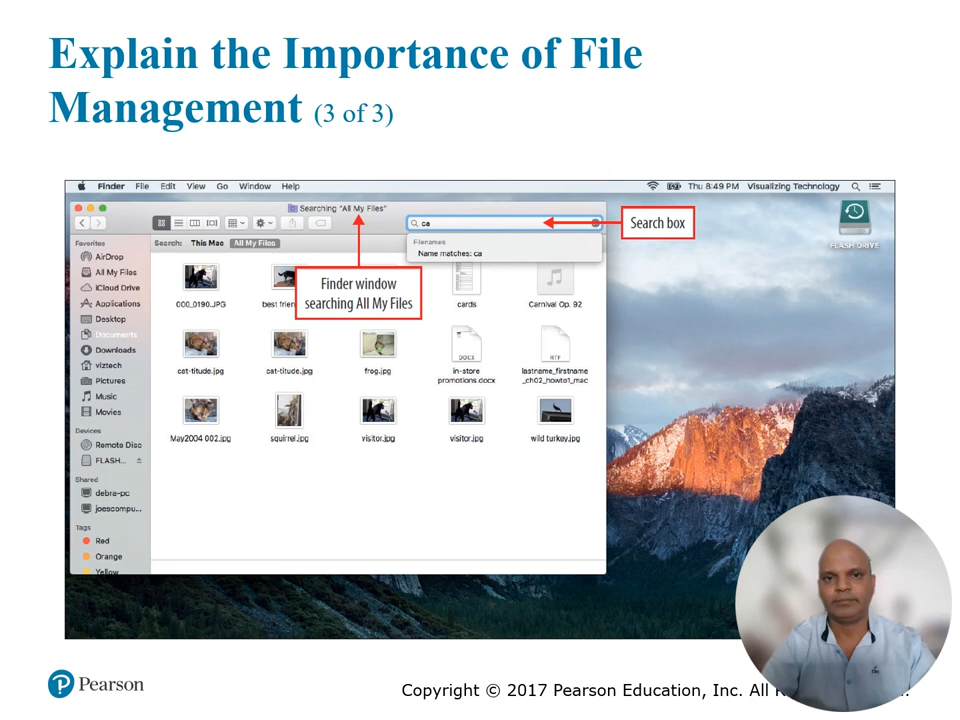 Explain the Importance of File
Management (3 of 3)
Finder File Edit View Go Window Help
Thu 8:49 PM Visualizing Technology
Searching "All My Files"
ca
Search box
FLASH DRIVE
Favorites
AirDrop
All My Files
iCloud Drive
Applications
Desktop
Documents
Downloads
viztech
Pictures
Music
Movies
Devices
Remote Disc
FLASH...
Shared
debra-pc
joescompu...
Tags
Red
Orange
Yellow
Search: This Mac All My Files
Filenames
Name matches: ca
Finder window
searching All My Files
000_0190.JPG
best
cards
Carnival Op. 92
DOCX
RTF
cat-titude.jpg
cat-titude.jpg
frog.jpg
in-store
promotions.docx
lastname_firstname
_ch02_howto1_mac
May2004 002.jpg
squirrel.jpg
visitor.jpg
visitor.jpg
wild turkey.jpg
Pearson
Copyright © 2017 Pearson Education, Inc. All